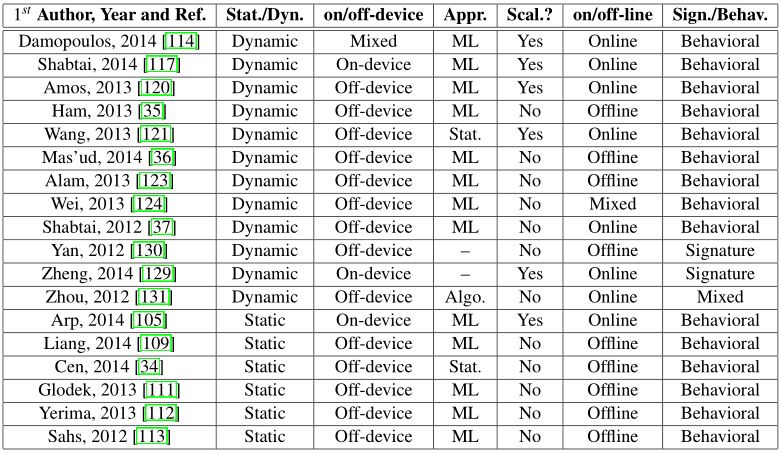 1st Author, Year and Ref. Stat./Dyn. on/off-device Appr. Scal.? on/off-line Sign./Behav.
Damopoulos, 2014 [114] Dynamic Mixed ML Yes Online Behavioral
Shabtai, 2014 [117] Dynamic On-device ML Yes Online Behavioral
Amos, 2013 [120] Dynamic Off-device ML Yes Online Behavioral
Ham, 2013 [35] Dynamic Off-device ML No Offline Behavioral
Wang, 2013 [121] Dynamic Off-device Stat. Yes Online Behavioral
Mas'ud, 2014 [36] Dynamic Off-device ML No Offline Behavioral
Alam, 2013 [123] Dynamic Off-device ML No Offline Behavioral
Wei, 2013 [124] Dynamic Off-device ML No Mixed Behavioral
Shabtai, 2012 [37] Dynamic Off-device ML No Online Behavioral
Yan, 2012 [130] Dynamic Off-device – No Offline Signature
Zheng, 2014 [129] Dynamic On-device – Yes Online Signature
Zhou, 2012 [131] Dynamic Off-device Algo. No Online Mixed
Arp, 2014 [105] Static On-device ML Yes Online Behavioral
Liang, 2014 [109] Static Off-device ML No Offline Behavioral
Cen, 2014 [34] Static Off-device Stat. No Offline Behavioral
Glodek, 2013 [111] Static Off-device ML No Offline Behavioral
Yerima, 2013 [112] Static Off-device ML No Offline Behavioral
Sahs, 2012 [113] Static Off-device ML No Offline Behavioral